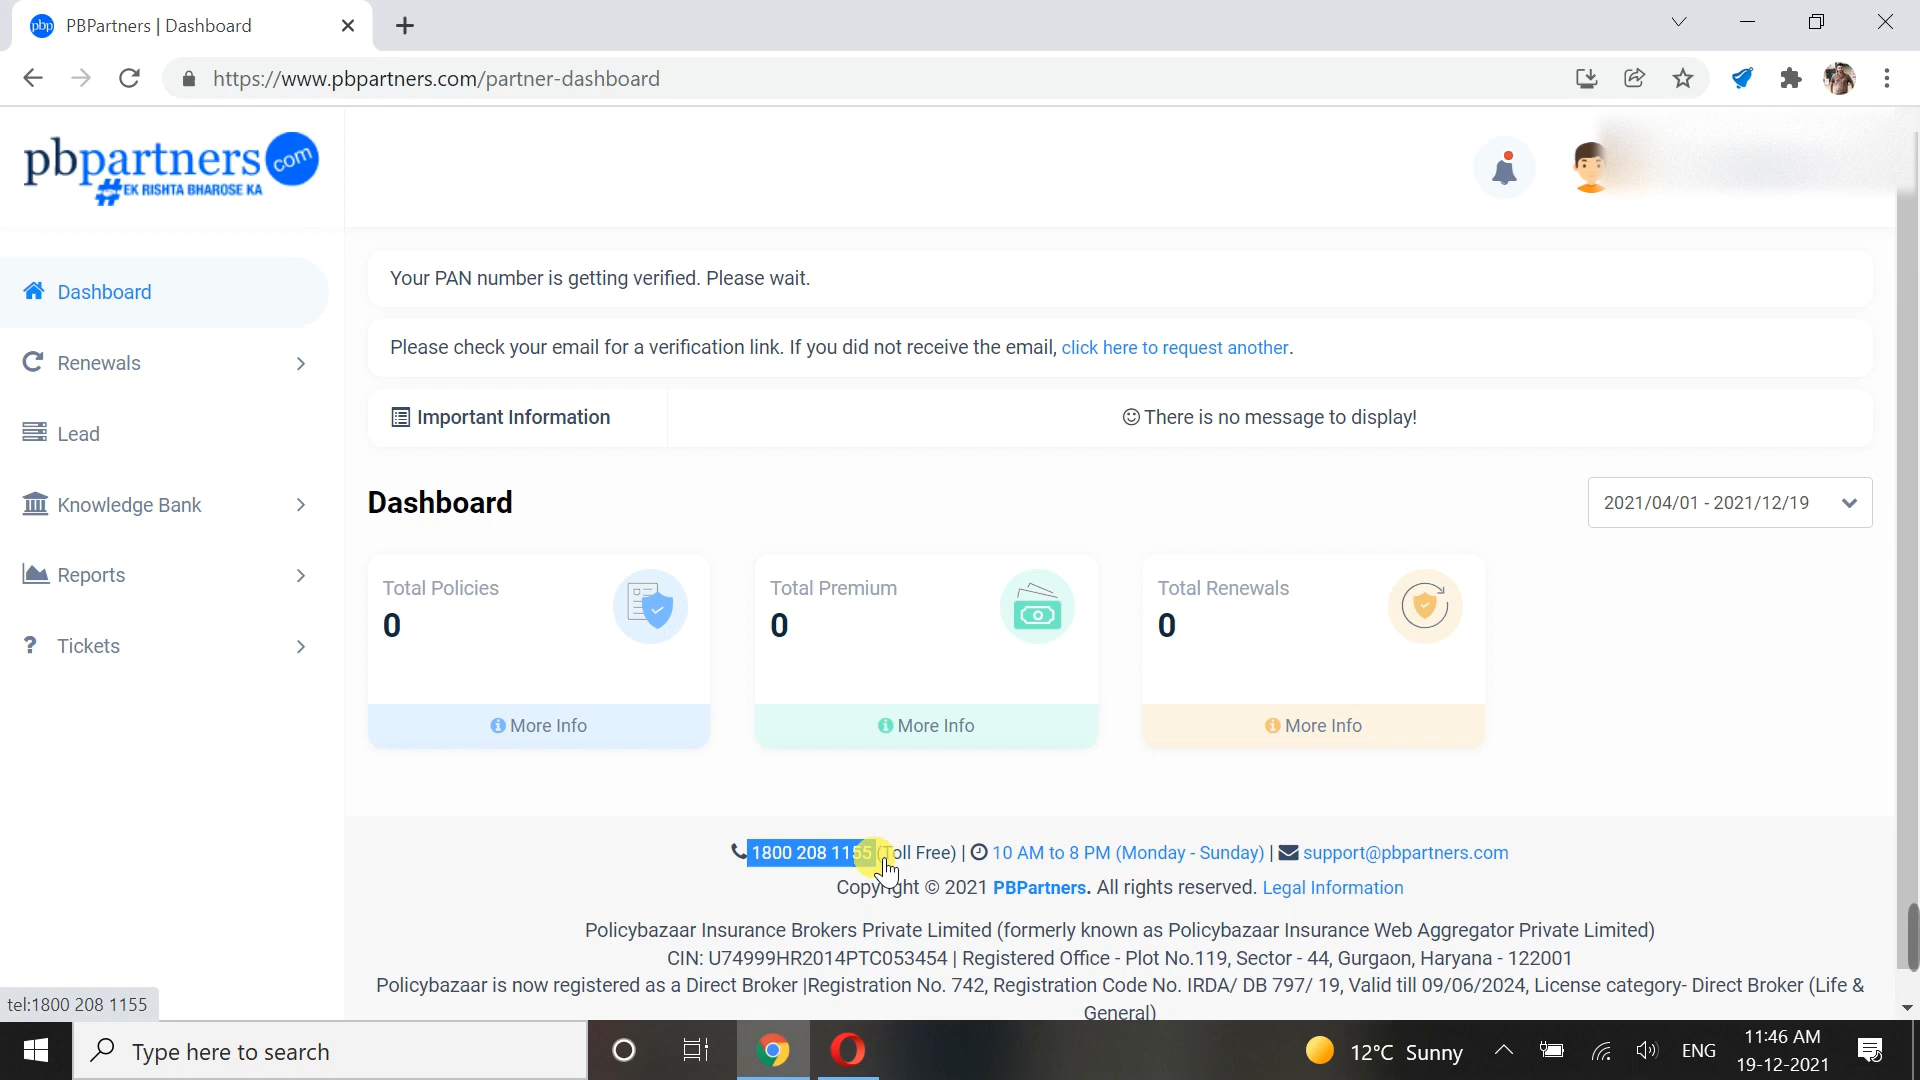 pbp PBPartners | Dashboard
https://www.pbpartners.com/partner-dashboard
pbpartners com
#EK RISHTA BHAROSE KA
Dashboard
Renewals
Lead
Knowledge Bank
Reports
? Tickets
Your PAN number is getting verified. Please wait.
Please check your email for a verification link. If you did not receive the email, click here to request another.
Important Information
There is no message to display!
Dashboard
2021/04/01 - 2021/12/19
Total Policies
0
More Info
Total Premium
0
More Info
Total Renewals
0
More Info
1800 208 1155 (Toll Free) | 10 AM to 8 PM (Monday - Sunday) | support@pbpartners.com
Copyright © 2021 PBPartners. All rights reserved. Legal Information
Policybazaar Insurance Brokers Private Limited (formerly known as Policybazaar Insurance Web Aggregator Private Limited)
CIN: U74999HR2014PTC053454 | Registered Office - Plot No.119, Sector - 44, Gurgaon, Haryana - 122001
Policybazaar is now registered as a Direct Broker |Registration No. 742, Registration Code No. IRDA/ DB 797/ 19, Valid till 09/06/2024, License category- Direct Broker (Life &
General)
tel:1800 208 1155
Type here to search
12°C Sunny
ENG
11:46 AM
19-12-2021